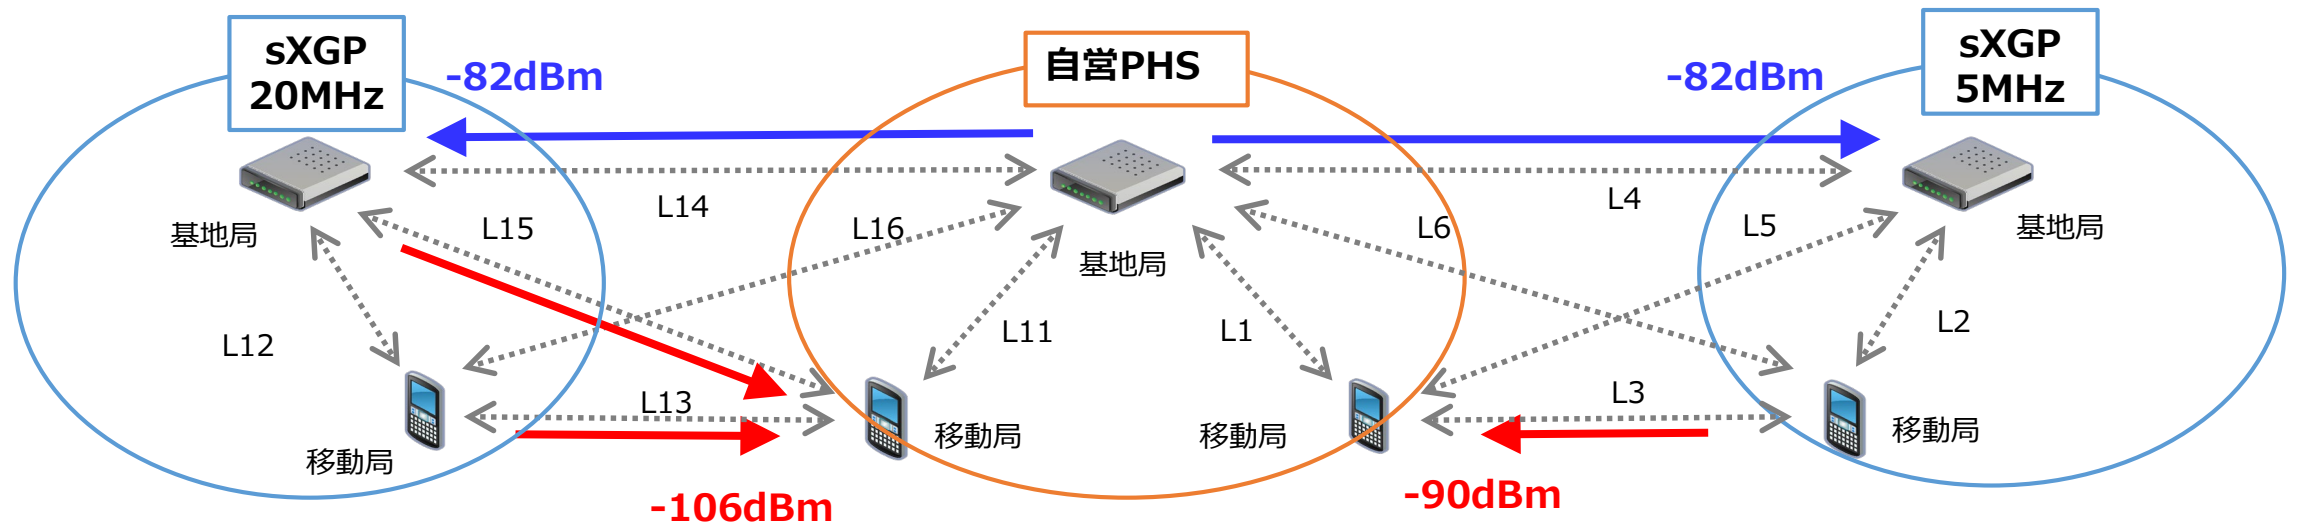 sXGP
20MHz
-82dBm
自営PHS
-82dBm
sXGP
5MHz
基地局
L15
L14
L16
基地局
L6
L4
L5
基地局
L12
L13
L11
L1
L3
L2
移動局
移動局
移動局
移動局
-106dBm
-90dBm